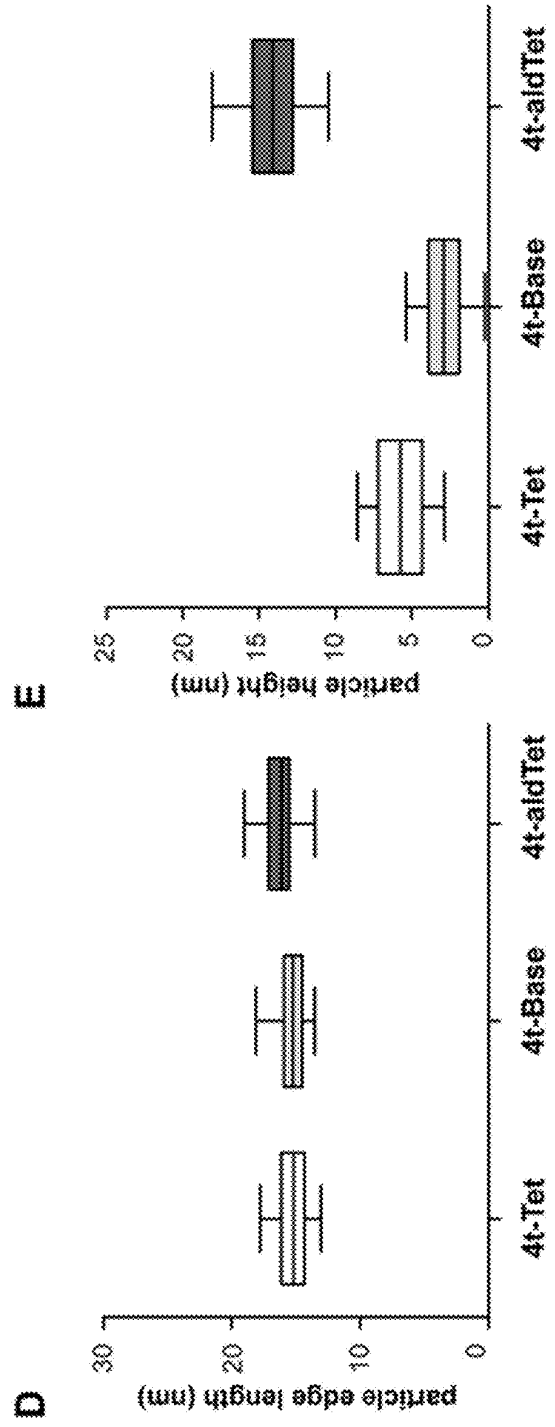 D
particle edge length (nm)
30
20
10
0
4t-Tet
4t-Base
4t-aldTet
E
particle height (nm)
25
20
15
10
5
0
4t-Tet
4t-Base
4t-aldTet